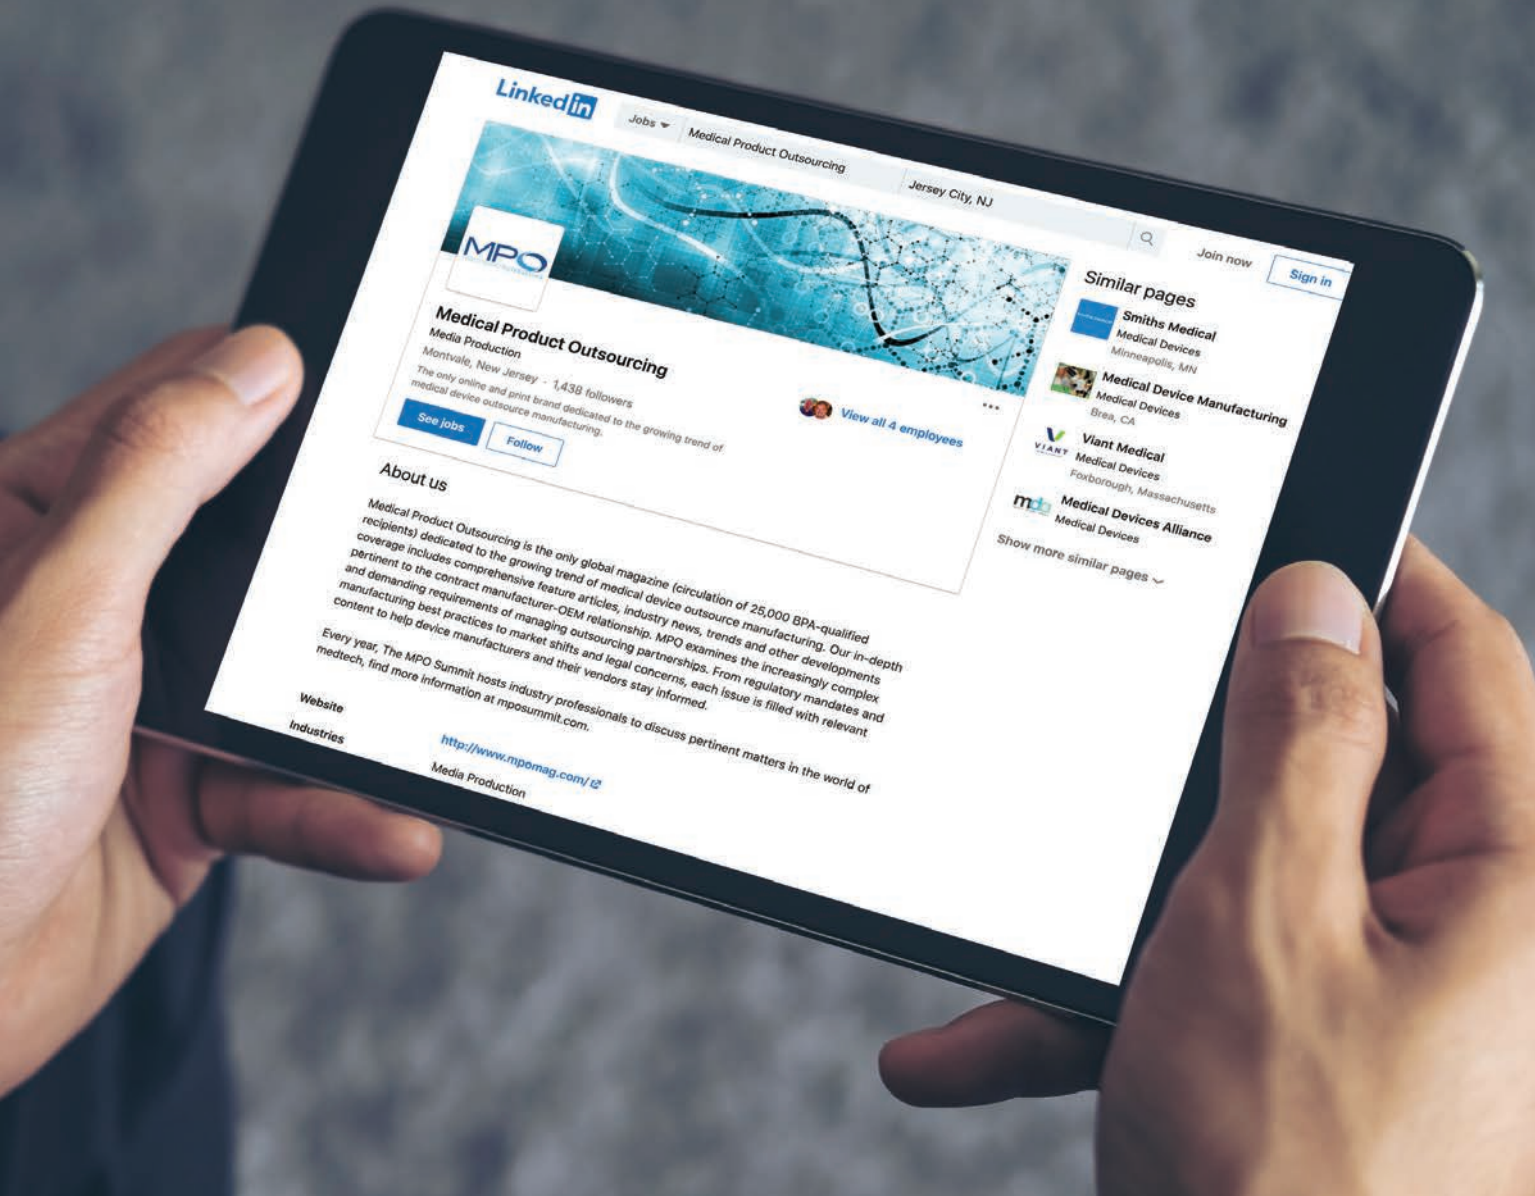 LinkedIn
Jobs
Medical Product Outsourcing
Jersey City, NJ
Join now
Sign in
MPO
Medical Product Outsourcing
Media Production
Montvale, New Jersey · 1,438 followers
The only online and print brand dedicated to the growing trend of
medical device outsource manufacturing.
See jobs
Follow
View all 4 employees
Similar pages
Smiths Medical
Medical Devices
Minneapolis, MN
Medical Device Manufacturing
Medical Devices
Brea, CA
VIANT
Viant Medical
Medical Devices
Foxborough, Massachusetts
mda
Medical Devices Alliance
Medical Devices
Show more similar pages
About us
Medical Product Outsourcing is the only global magazine (circulation of 25,000 BPA-qualified
recipients) dedicated to the growing trend of medical device outsource manufacturing. Our in-depth
coverage includes comprehensive feature articles, industry news, trends and other developments
pertinent to the contract manufacturer-OEM relationship. MPO examines the increasingly complex
and demanding requirements of managing outsourcing partnerships. From regulatory mandates and
manufacturing best practices to market shifts and legal concerns, each issue is filled with relevant
content to help device manufacturers and their vendors stay informed.
Every year, The MPO Summit hosts industry professionals to discuss pertinent matters in the world of
medtech, find more information at mposummit.com.
Website
http://www.mpomag.com/
Industries
Media Production